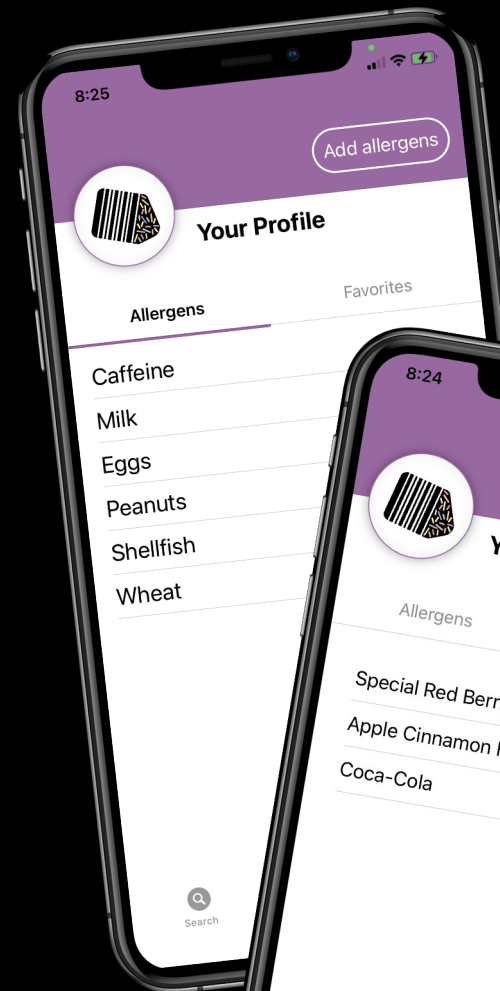 8:25
Add allergens
Your Profile
Allergens
Favorites
Caffeine
Milk
Eggs
Peanuts
Shellfish
Wheat
Search
8:24
Allergens
Special Red
Apple Cinnamon
Coca-Cola